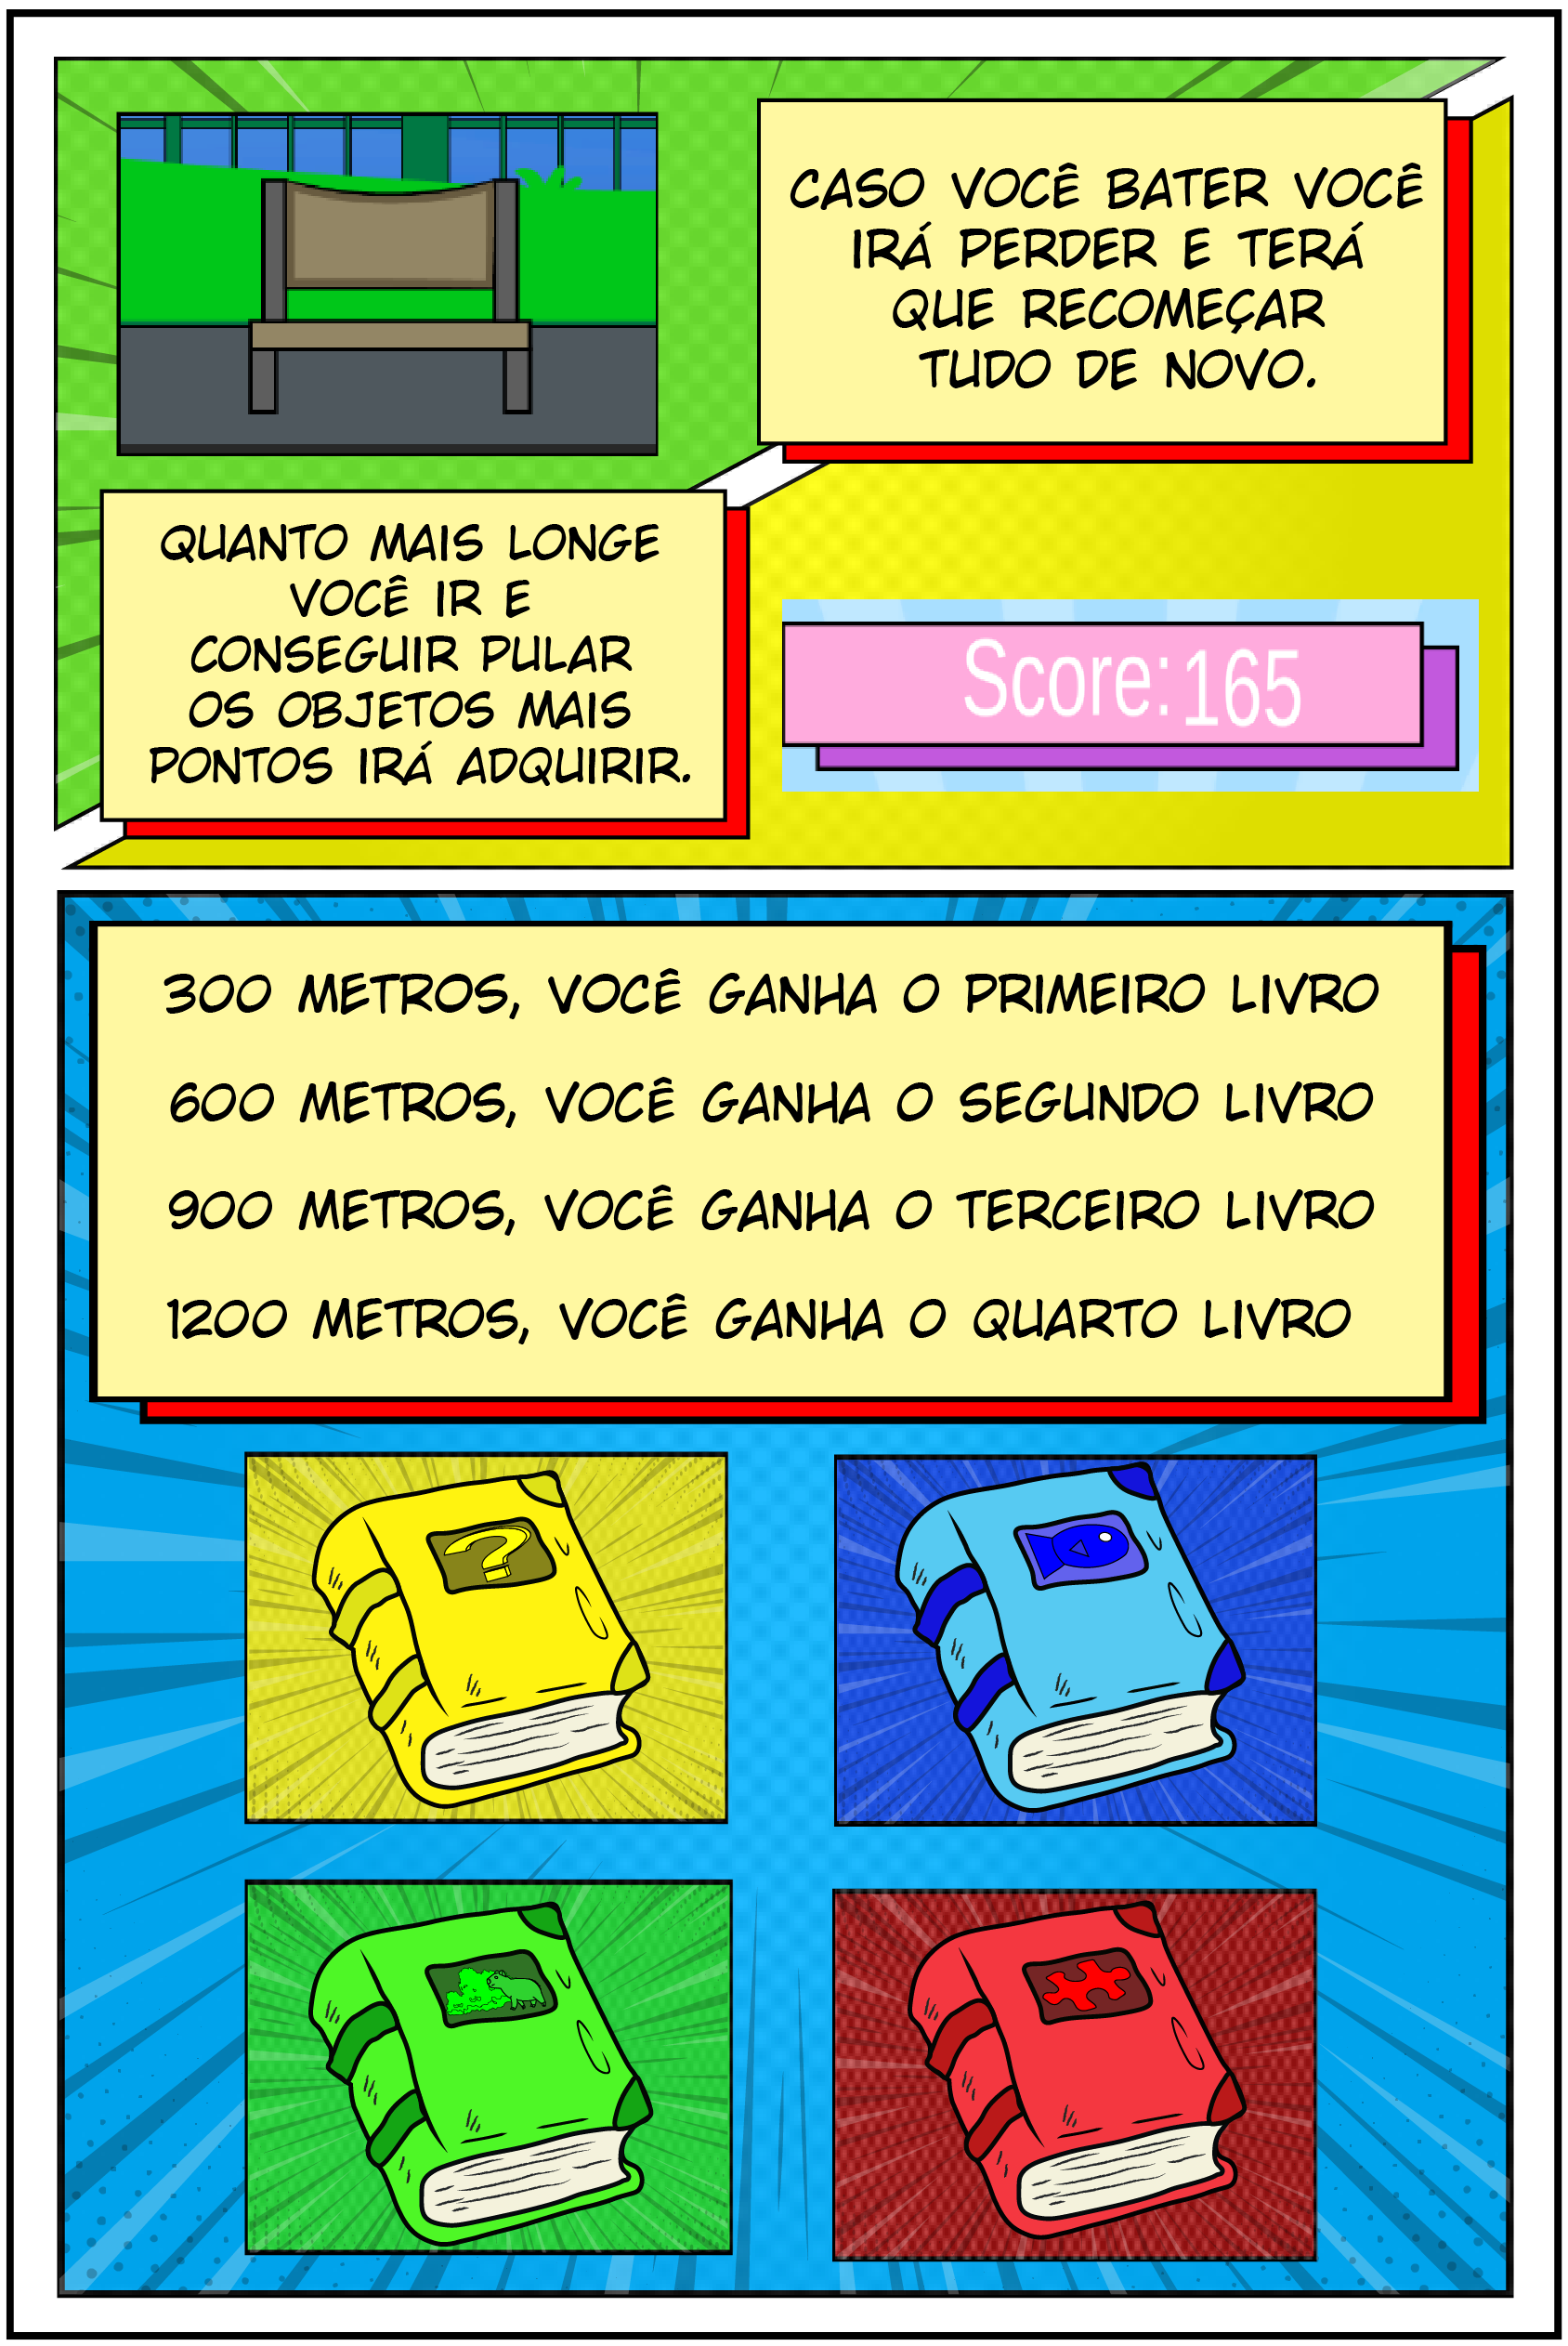 CASO VOCÊ BATER VOCÊ
IRÁ PERDER E TERÁ
QUE RECOMEÇAR
TUDO DE NOVO.
QUANTO MAIS LONGE
VOCÊ IR E
CONSEGUIR PULAR
OS OBJETOS MAIS
PONTOS IRÁ ADQUIRIR.
Score: 165
300 METROS, VOCÊ GANHA O PRIMEIRO LIVRO
600 METROS, VOCÊ GANHA O SEGUNDO LIVRO
900 METROS, VOCÊ GANHA O TERCEIRO LIVRO
1200 METROS, VOCÊ GANHA O QUARTO LIVRO
?